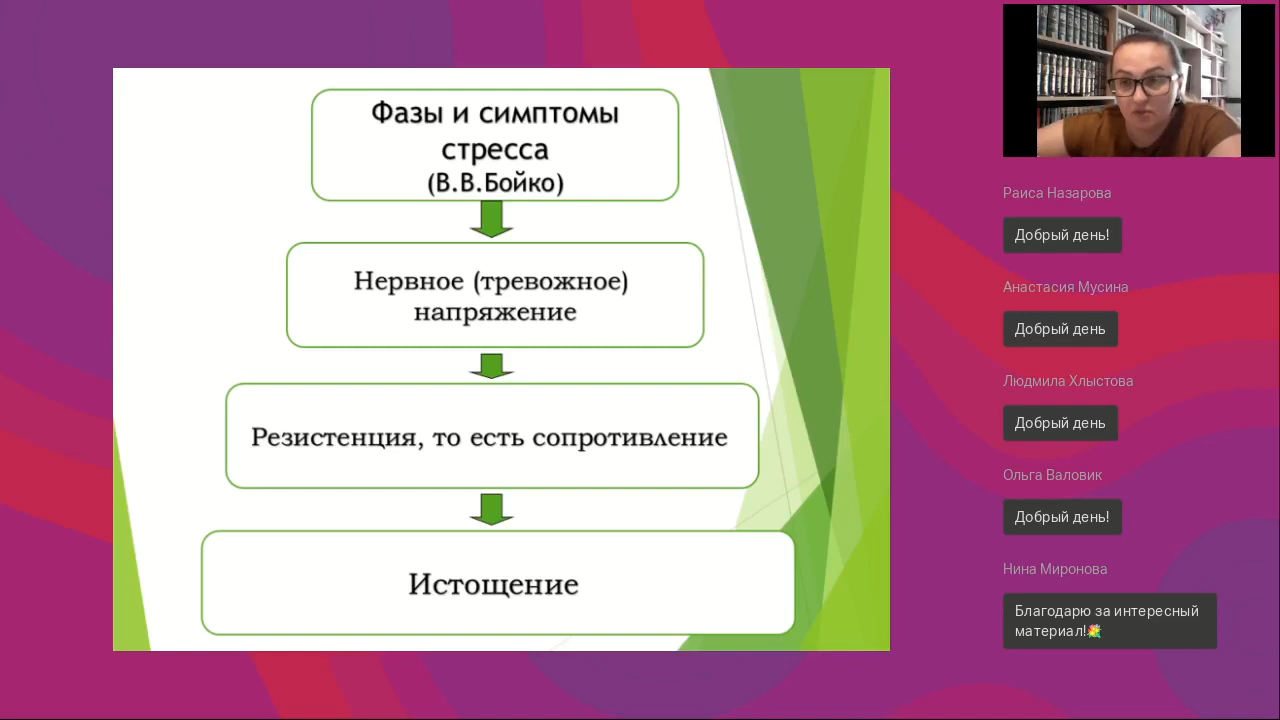 Фазы и симптомы
стресса
(В.В.Бойко)
Нервное (тревожное)
напряжение
Резистенция, то есть сопротивление
Истощение
Раиса Назарова
Добрый день!
Анастасия Мусина
Добрый день
Людмила Хлыстова
Добрый день
Ольга Валовик
Добрый день!
Нина Миронова
Благодарю за интересный
материал!💐